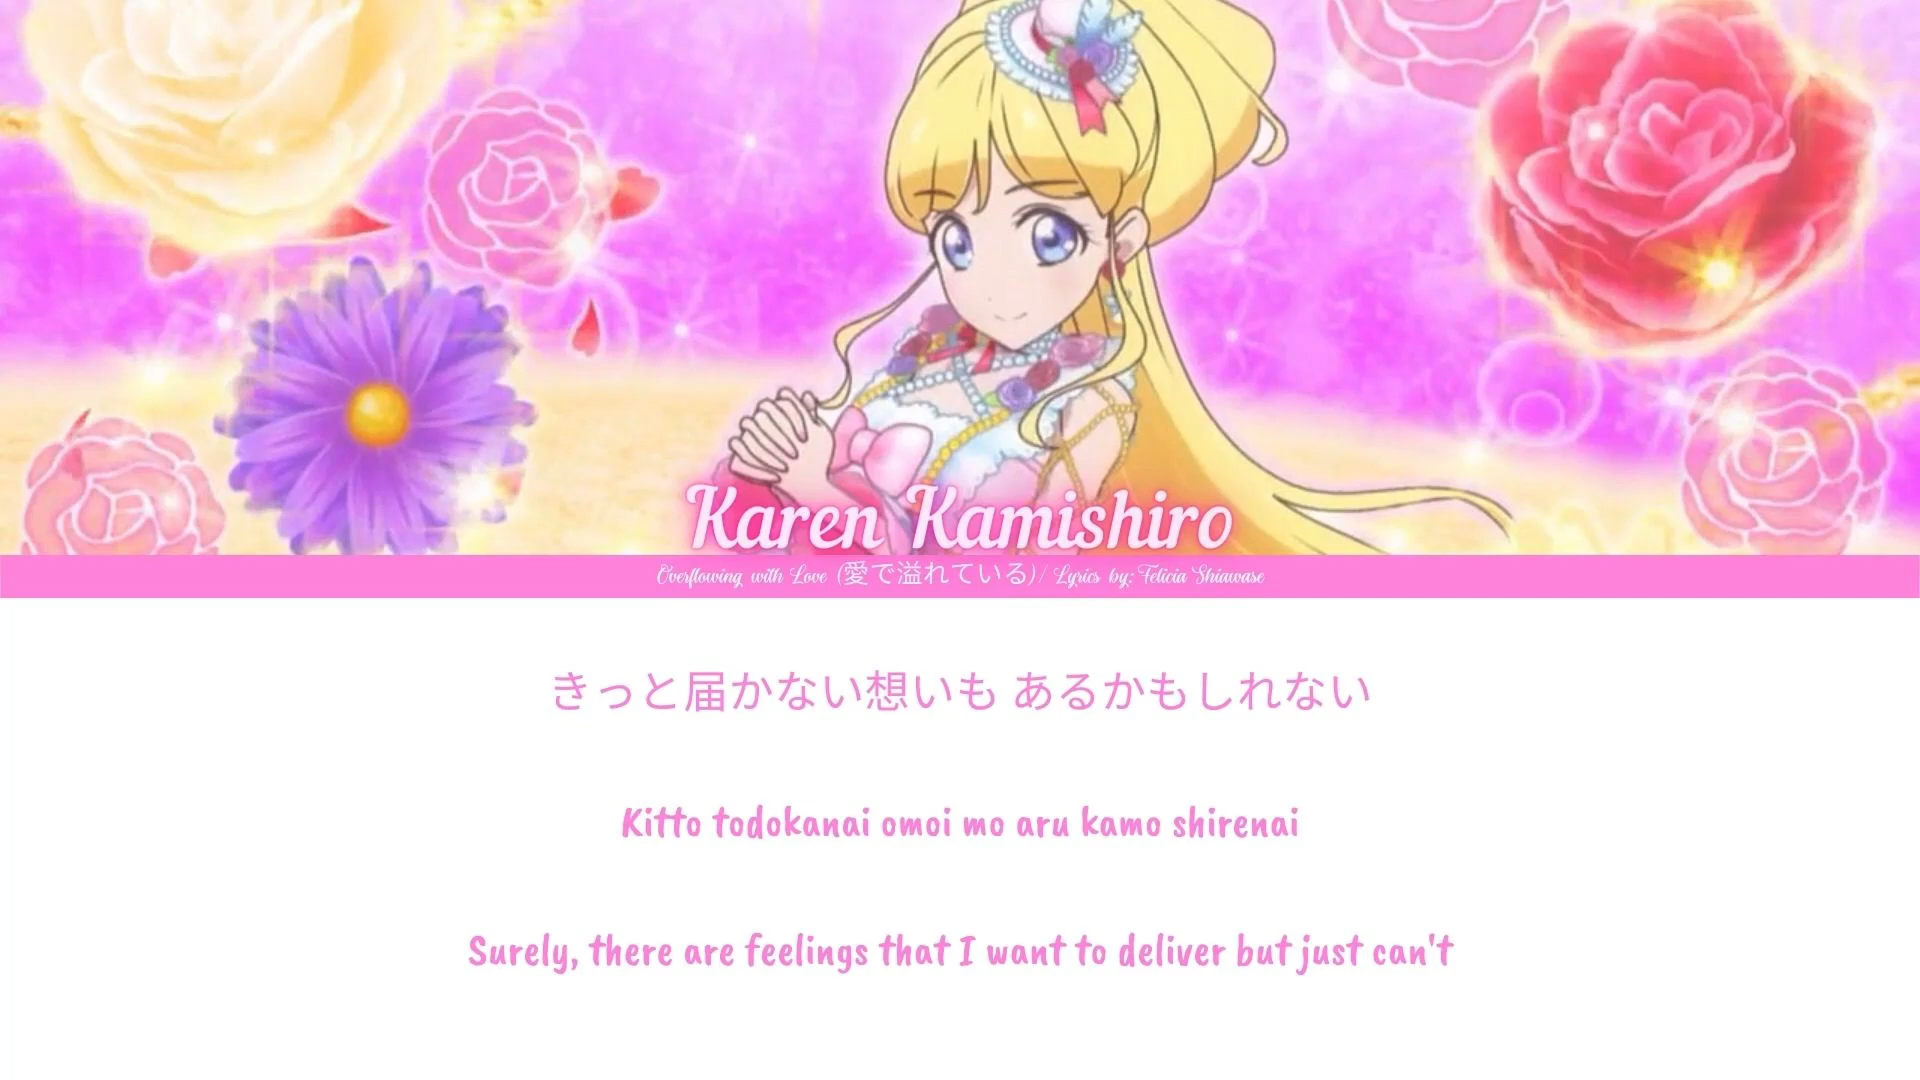 Karen Kamishiro
Overflowing with Love (愛で溢れている)/ Lyrics by: Felicia Shiawase
きっと届かない想いも あるかもしれない
Kitto todokanai omoi mo aru kamo shirenai
Surely, there are feelings that I want to deliver but just can't